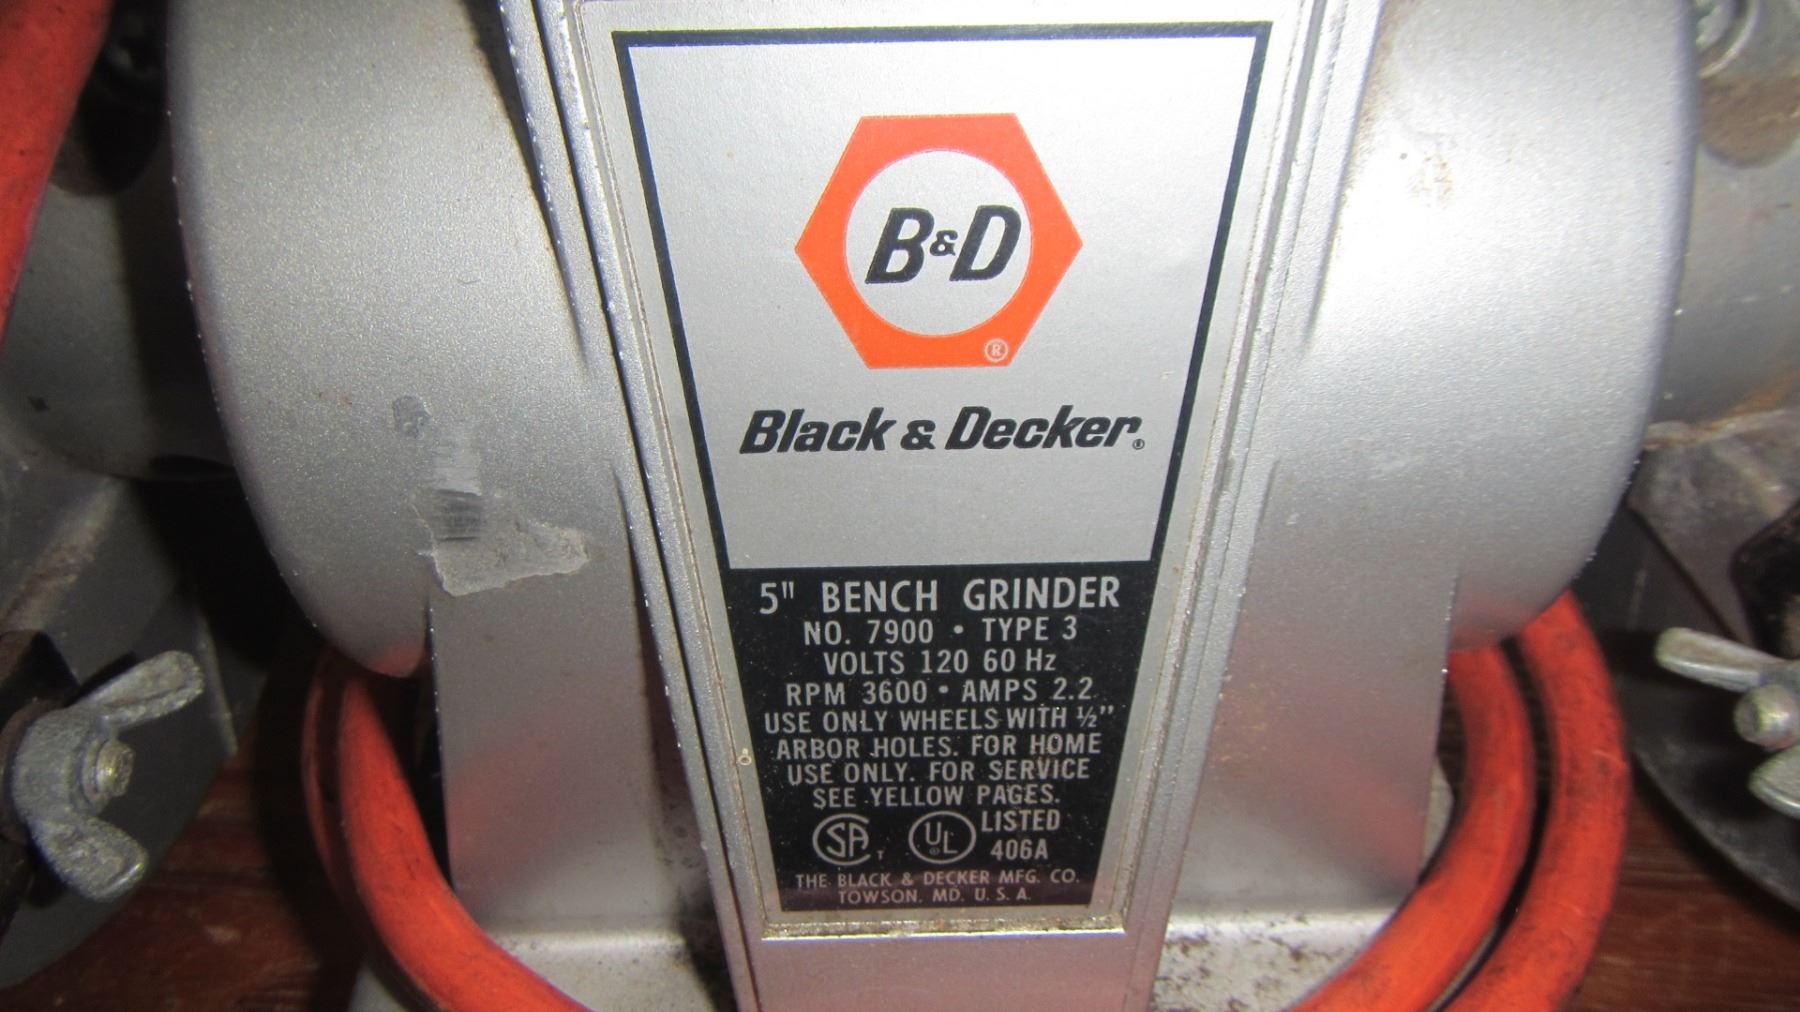 B&D
®
Black & Decker®
5" BENCH GRINDER
NO. 7900 • TYPE 3
VOLTS 120 60 Hz
RPM 3600 • AMPS 2.2
USE ONLY WHEELS WITH ½"
ARBOR HOLES. FOR HOME
USE ONLY. FOR SERVICE
SEE YELLOW PAGES.
SA T UL LISTED
406A
THE BLACK & DECKER MFG. CO.
TOWSON, MD. U. S. A.